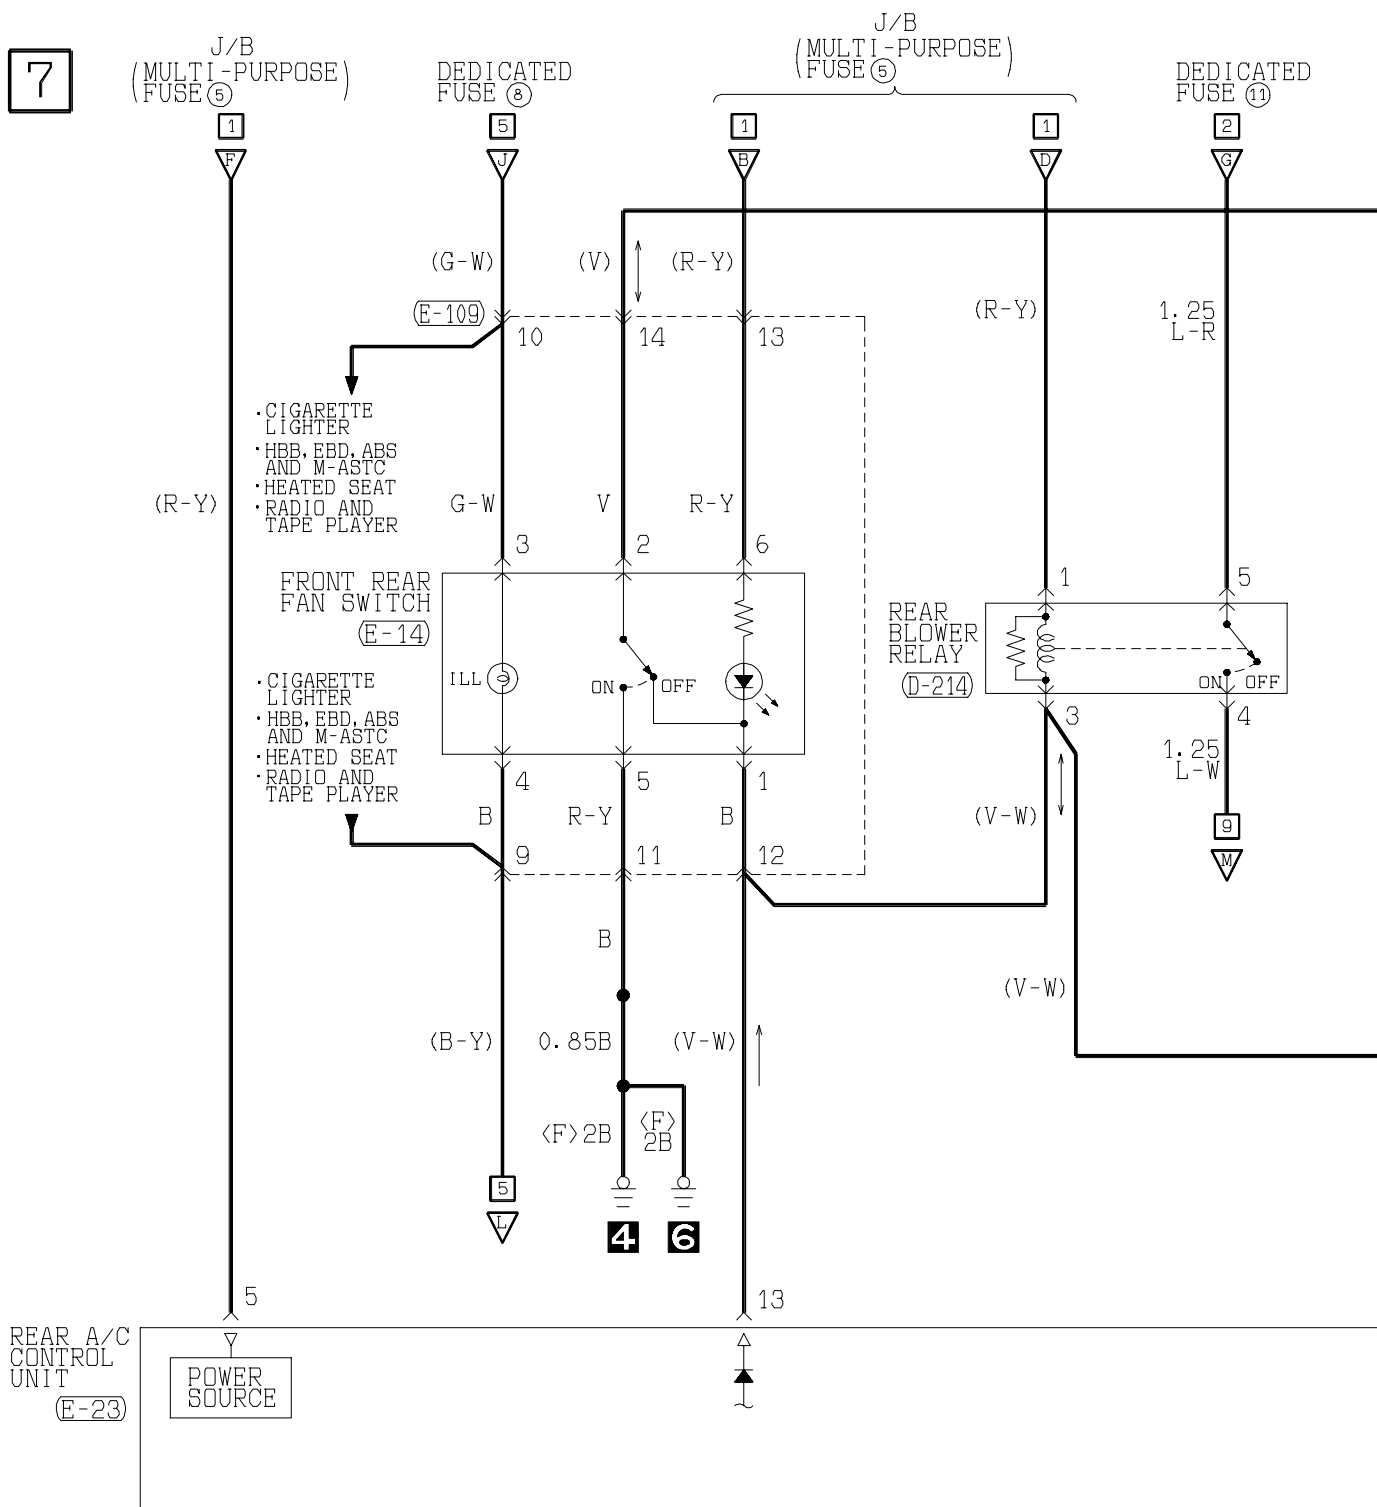 7
J/B
(MULTI-PURPOSE)
FUSE ⑤
DEDICATED
FUSE ⑧
J/B
(MULTI-PURPOSE)
FUSE ⑤
DEDICATED
FUSE ⑪
1
5
1
1
2
F
J
B
D
G
(G-W)
(V)
(R-Y)
(R-Y)
1.25
L-R
(E-109)
10
14
13
·CIGARETTE
LIGHTER
·HBB, EBD, ABS
AND M-ASTC
·HEATED SEAT
·RADIO AND
TAPE PLAYER
(R-Y)
G-W
V
R-Y
3
2
6
1
5
FRONT REAR
FAN SWITCH
(E-14)
ILL
ON
OFF
REAR
BLOWER
RELAY
(D-214)
ON
OFF
·CIGARETTE
LIGHTER
·HBB, EBD, ABS
AND M-ASTC
·HEATED SEAT
·RADIO AND
TAPE PLAYER
3
4
1.25
L-W
4
5
1
B
R-Y
B
(V-W)
9
M
9
11
12
B
(V-W)
(B-Y)
0.85B
(V-W)
<F>2B
<F>
2B
5
L
4
6
5
13
REAR A/C
CONTROL
UNIT
(E-23)
POWER
SOURCE